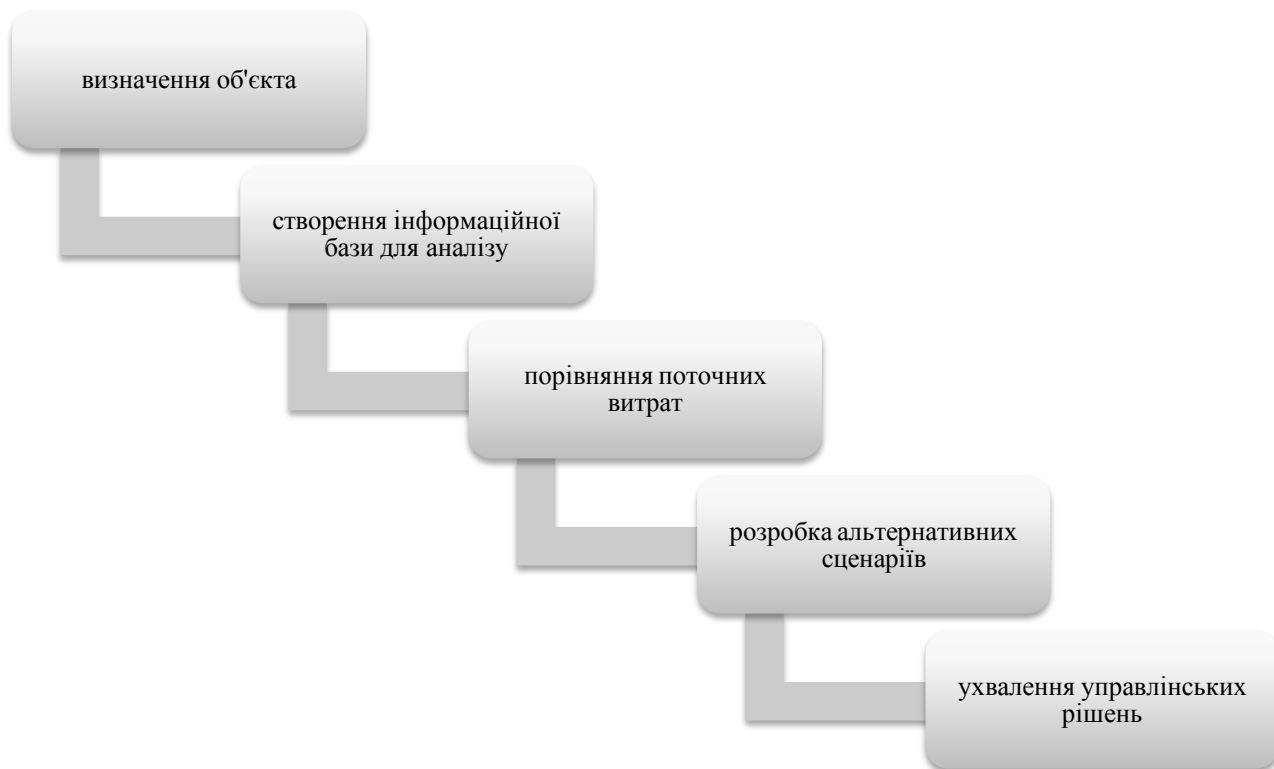 визначення об'єкта
створення інформаційної
бази для аналізу
порівняння поточних
витрат
розробка альтернативних
сценаріїв
ухвалення управлінських
рішень